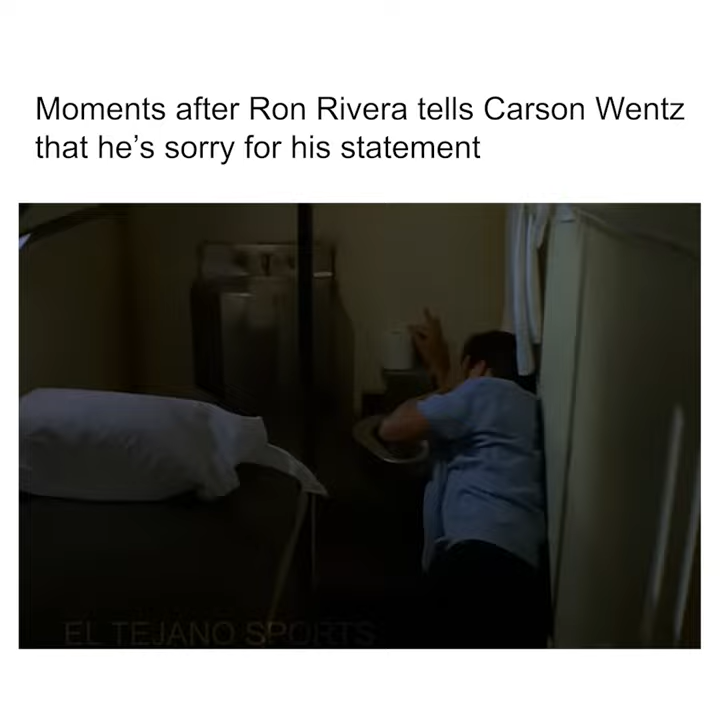 Moments after Ron Rivera tells Carson Wentz
that he’s sorry for his statement
EL TEJANO SPORTS